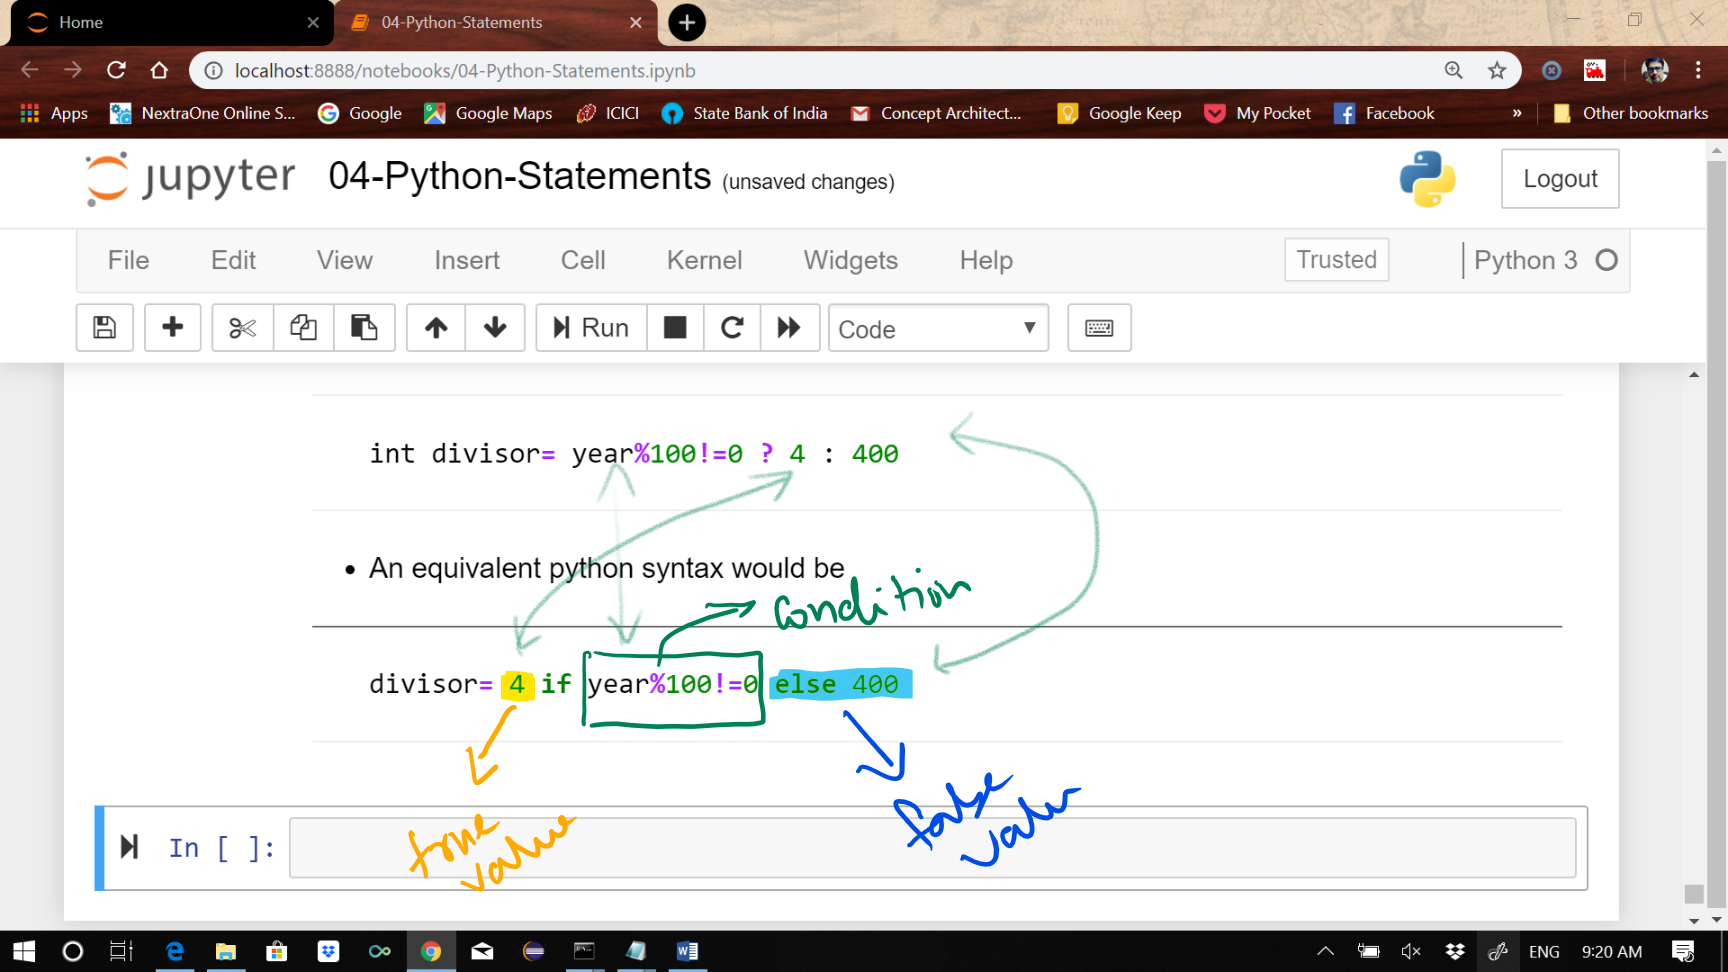 Home
04-Python-Statements
localhost:8888/notebooks/04-Python-Statements.ipynb
Apps NextraOne Online S... Google Google Maps ICICI State Bank of India Concept Architect... Google Keep My Pocket Facebook » Other bookmarks
jupyter 04-Python-Statements (unsaved changes) Logout
File Edit View Insert Cell Kernel Widgets Help Trusted Python 3
Run Code
int divisor= year%100!=0 ? 4 : 400
An equivalent python syntax would be
condition
divisor= 4 if year%100!=0 else 400
false
value
In [ ]:
true
value
ENG 9:20 AM